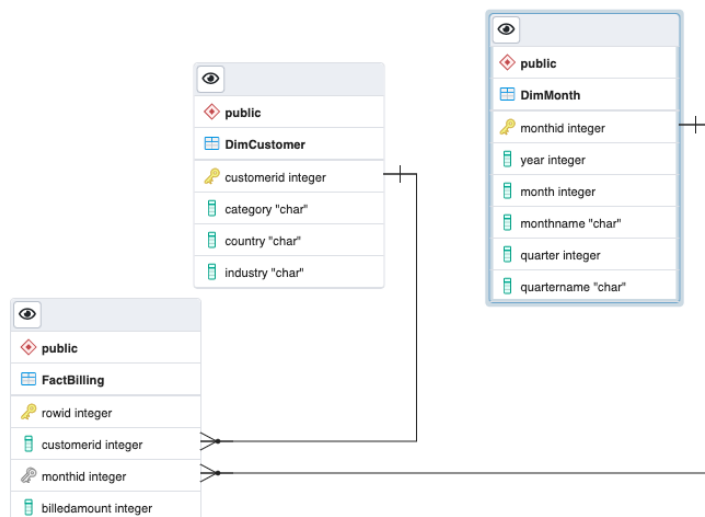 public
DimMonth
monthid integer
year integer
month integer
monthname "char"
quarter integer
quartername "char"
public
DimCustomer
customerid integer
category "char"
country "char"
industry "char"
public
FactBilling
rowid integer
customerid integer
monthid integer
billedamount integer